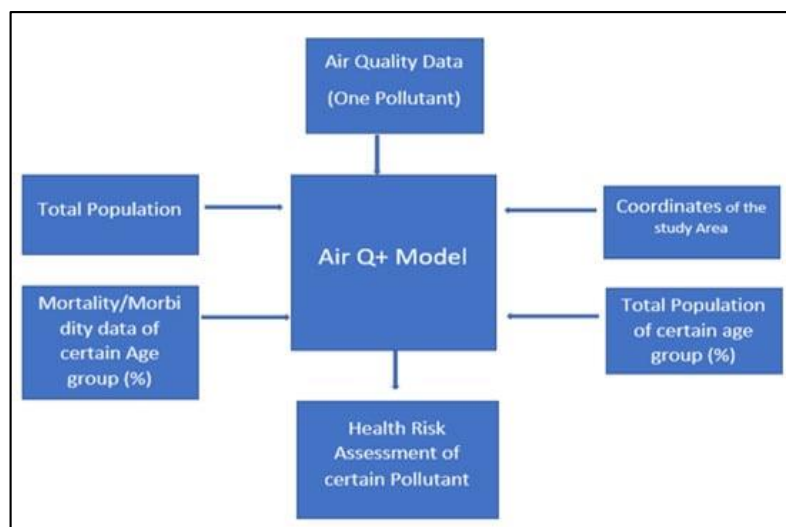 Air Quality Data
(One Pollutant)
Total Population
Coordinates of the
study Area
Air Q+ Model
Mortality/Morbi
dity data of
certain Age
group (%)
Total Population
of certain age
group (%)
Health Risk
Assessment of
certain Pollutant